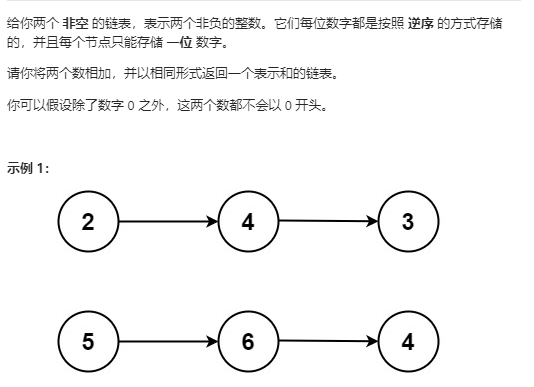 给你两个 非空 的链表，表示两个非负的整数。它们每位数字都是按照 逆序 的方式存储
的，并且每个节点只能存储 一位 数字。
请你将两个数相加，并以相同形式返回一个表示和的链表。
你可以假设除了数字 0 之外，这两个数都不会以 0 开头。
示例 1：
2 4 3
5 6 4